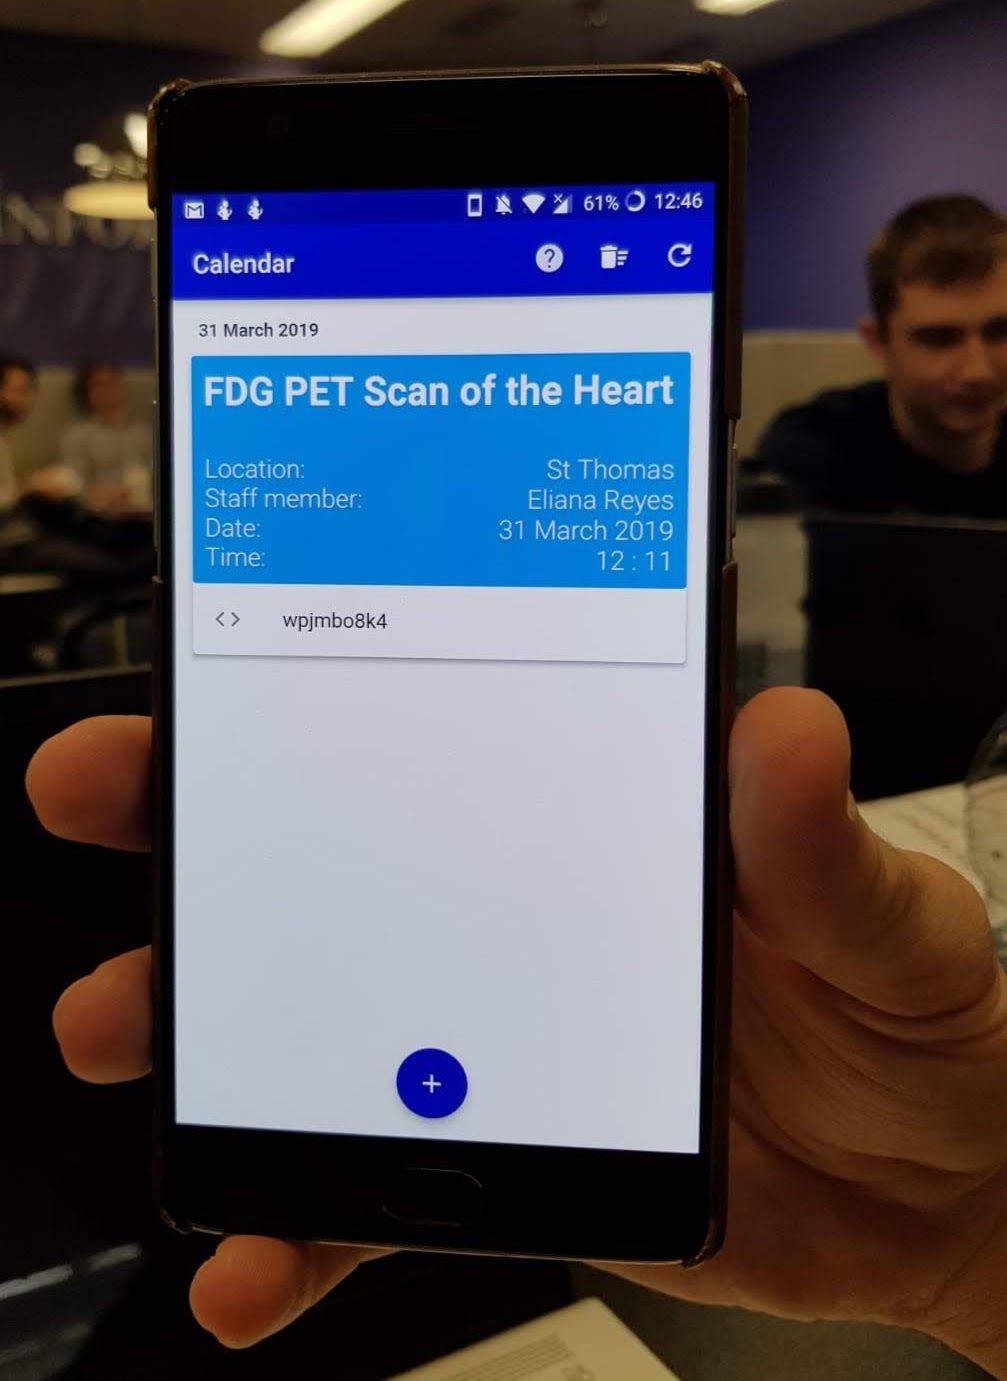 61% 12:46
Calendar
31 March 2019
FDG PET Scan of the Heart
Location: St Thomas
Staff member: Eliana Reyes
Date: 31 March 2019
Time: 12 : 11
<> wpjmbo8k4
+